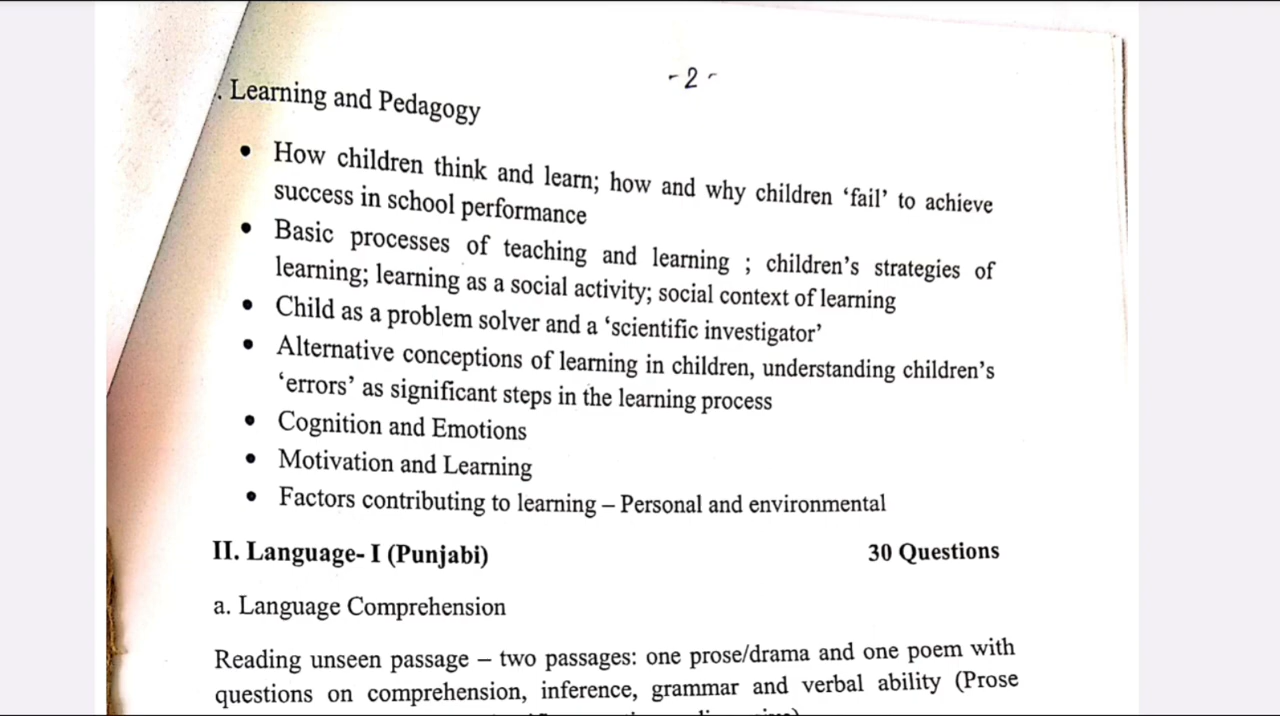 - 2 -
. Learning and Pedagogy
• How children think and learn; how and why children ‘fail’ to achieve
success in school performance
• Basic processes of teaching and learning ; children’s strategies of
learning; learning as a social activity; social context of learning
• Child as a problem solver and a ‘scientific investigator’
• Alternative conceptions of learning in children, understanding children’s
‘errors’ as significant steps in the learning process
• Cognition and Emotions
• Motivation and Learning
• Factors contributing to learning – Personal and environmental
II. Language- I (Punjabi) 30 Questions
a. Language Comprehension
Reading unseen passage – two passages: one prose/drama and one poem with
questions on comprehension, inference, grammar and verbal ability (Prose